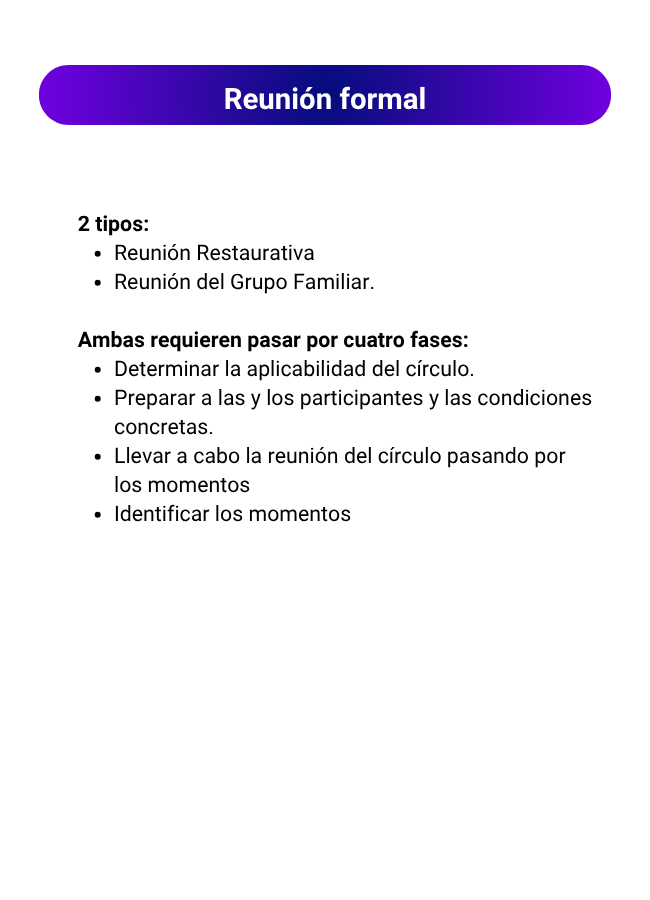 Reunión formal
2 tipos:
• Reunión Restaurativa
• Reunión del Grupo Familiar.
Ambas requieren pasar por cuatro fases:
• Determinar la aplicabilidad del círculo.
• Preparar a las y los participantes y las condiciones
concretas.
• Llevar a cabo la reunión del círculo pasando por
los momentos
• Identificar los momentos